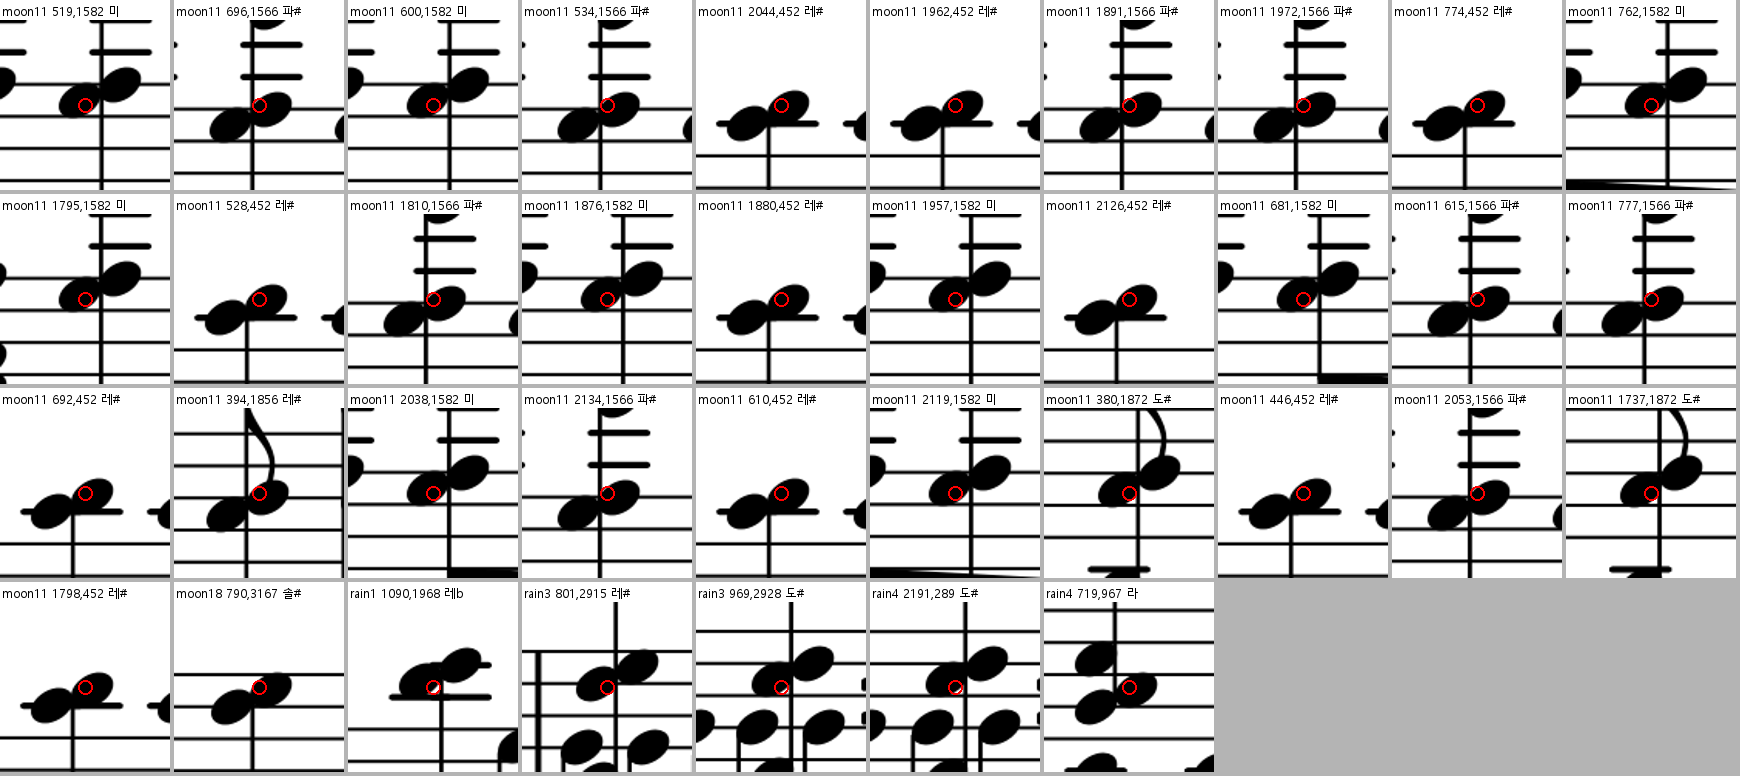 moon11 519,1582 미
moon11 696,1566 파#
moon11 600,1582 미
moon11 534,1566 파#
moon11 2044,452 레#
moon11 1962,452 레#
moon11 1891,1566 파#
moon11 1972,1566 파#
moon11 774,452 레#
moon11 762,1582 미
moon11 1795,1582 미
moon11 528,452 레#
moon11 1810,1566 파#
moon11 1876,1582 미
moon11 1880,452 레#
moon11 1957,1582 미
moon11 2126,452 레#
moon11 681,1582 미
moon11 615,1566 파#
moon11 777,1566 파#
moon11 692,452 레#
moon11 394,1856 레#
moon11 2038,1582 미
moon11 2134,1566 파#
moon11 610,452 레#
moon11 2119,1582 미
moon11 380,1872 도#
moon11 446,452 레#
moon11 2053,1566 파#
moon11 1737,1872 도#
moon11 1798,452 레#
moon18 790,3167 솔#
rain1 1090,1968 레b
rain3 801,2915 레#
rain3 969,2928 도#
rain4 2191,289 도#
rain4 719,967 라